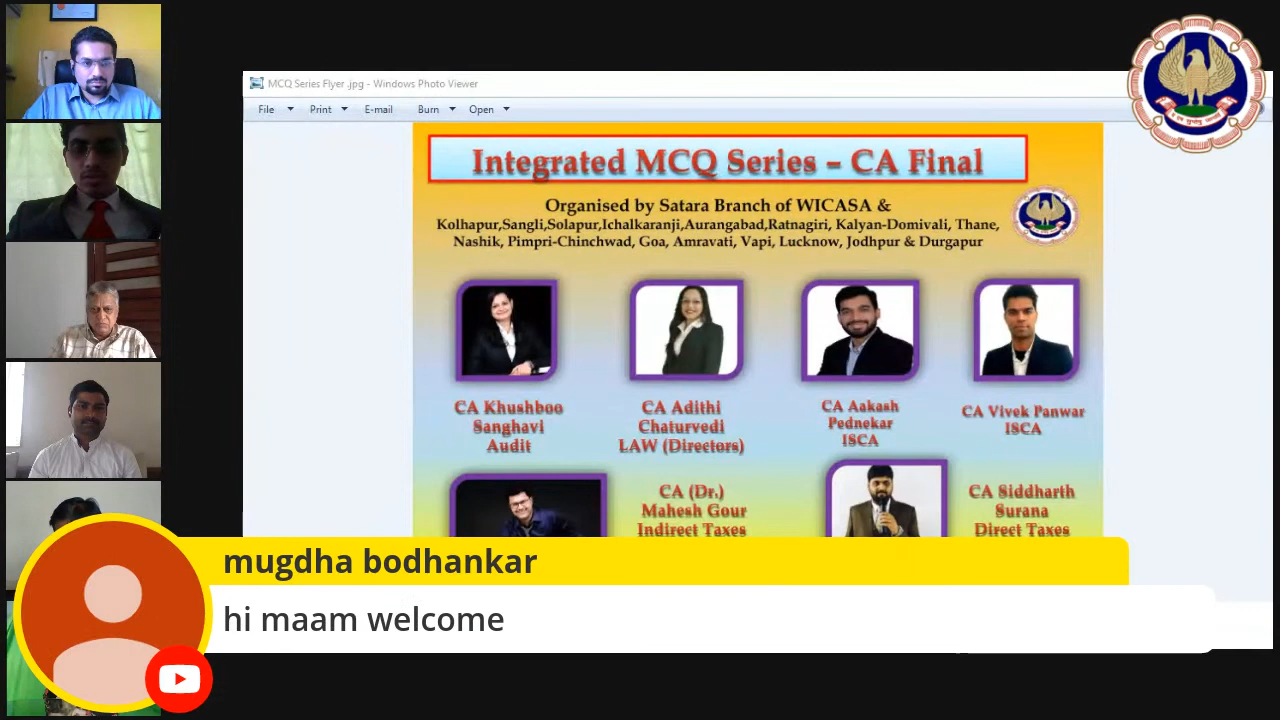 MCQ Series Flyer .jpg - Windows Photo Viewer
File Print E-mail Burn Open
Integrated MCQ Series – CA Final
Organised by Satara Branch of WICASA &
Kolhapur,Sangli,Solapur,Ichalkaranji,Aurangabad,Ratnagiri, Kalyan-Domivali, Thane,
Nashik, Pimpri-Chinchwad, Goa, Amravati, Vapi, Lucknow, Jodhpur & Durgapur
CA Khushboo
Sanghavi
Audit
CA Adithi
Chaturvedi
LAW (Directors)
CA Aakash
Pednekar
ISCA
CA Vivek Panwar
ISCA
CA (Dr.)
Mahesh Gour
Indirect Taxes
CA Siddharth
Surana
Direct Taxes
mugdha bodhankar
hi maam welcome